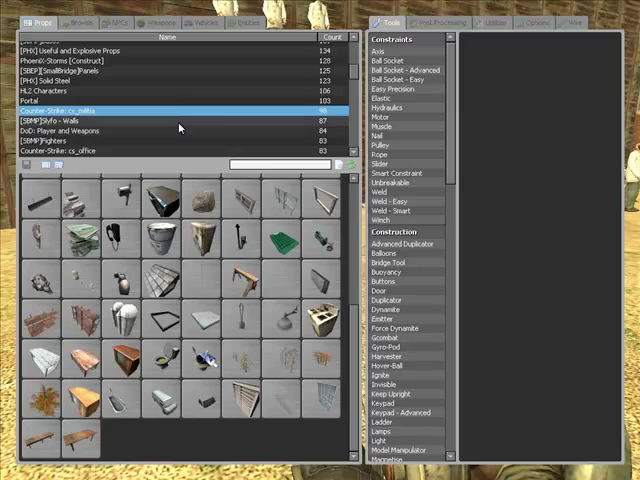 Props Browse NPCs Weapons Vehicles Entities
Tools Post Processing Utilities Options Wire
Name Count
[PHX] Useful and Explosive Props 134
PhoeniX-Storms [Construct] 128
[SBEP][SmallBridge]Panels 125
[PHX] Solid Steel 123
HL2 Characters 106
Portal 103
Counter-Strike: cs_militia 98
[SBMP]Slyfo - Walls 87
DoD: Player and Weapons 84
[SBMP]Fighters 83
Counter-Strike: cs_office 83
Constraints
Axis
Ball Socket
Ball Socket - Advanced
Ball Socket - Easy
Easy Precision
Elastic
Hydraulics
Motor
Muscle
Nail
Pulley
Rope
Slider
Smart Constraint
Unbreakable
Weld
Weld - Easy
Weld - Smart
Winch
Construction
Advanced Duplicator
Balloons
Bridge Tool
Buoyancy
Buttons
Door
Duplicator
Dynamite
Emitter
Force Dynamite
Gcombat
Gyro-Pod
Harvester
Hover-Ball
Ignite
Invisible
Keep Upright
Keypad
Keypad - Advanced
Ladder
Lamps
Light
Model Manipulator